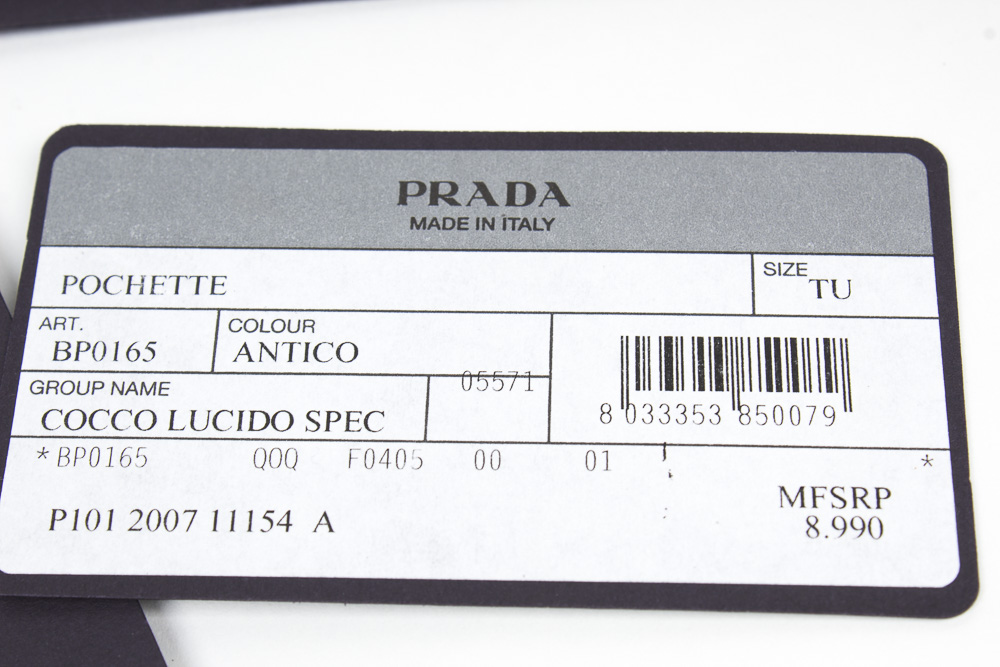 PRADA
MADE IN ITALY
POCHETTE
SIZE TU
ART.
BP0165
COLOUR
ANTICO
GROUP NAME
COCCO LUCIDO SPEC
05571
8 033353 850079
*BP0165 QOQ F0405 00 01 *
P101 2007 11154 A
MFSRP
8.990